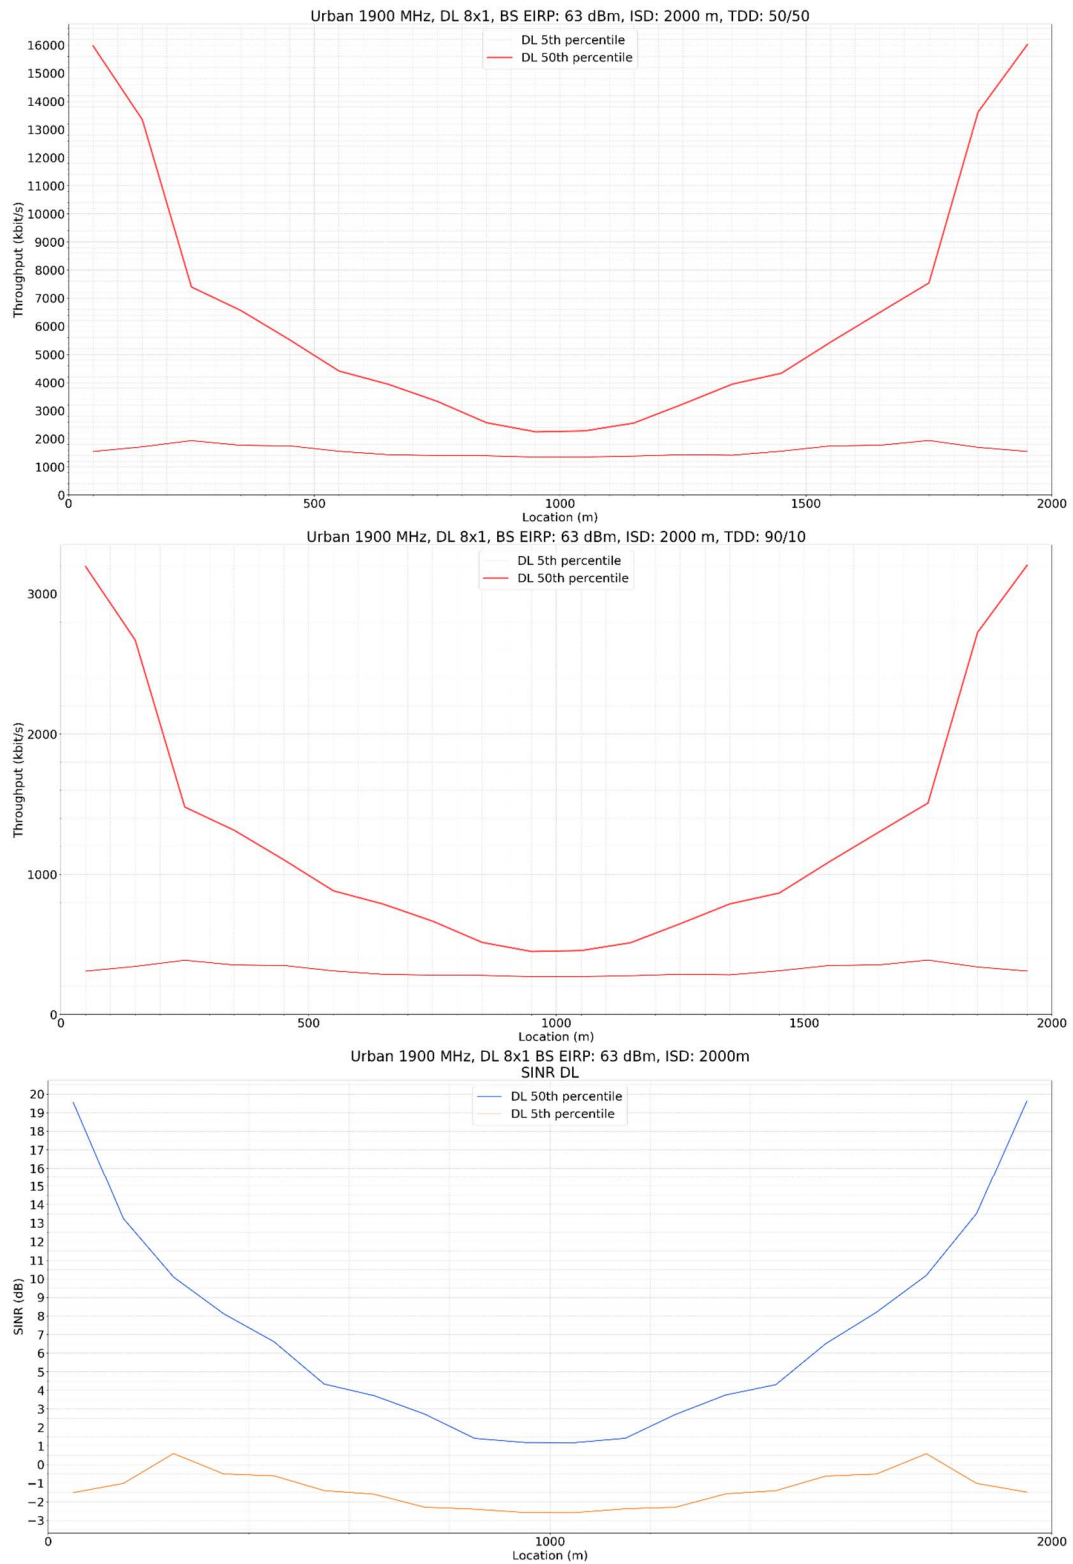 Urban 1900 MHz, DL 8x1, BS EIRP: 63 dBm, ISD: 2000 m, TDD: 50/50
DL 5th percentile
DL 50th percentile
Throughput (kbit/s)
16000
15000
14000
13000
12000
11000
10000
9000
8000
7000
6000
5000
4000
3000
2000
1000
0
0 500 1000 1500 2000
Location (m)
Urban 1900 MHz, DL 8x1, BS EIRP: 63 dBm, ISD: 2000 m, TDD: 90/10
DL 5th percentile
DL 50th percentile
Throughput (kbit/s)
3000
2000
1000
0
0 500 1000 1500 2000
Location (m)
Urban 1900 MHz, DL 8x1 BS EIRP: 63 dBm, ISD: 2000m
SINR DL
DL 50th percentile
DL 5th percentile
SINR (dB)
20
19
18
17
16
15
14
13
12
11
10
9
8
7
6
5
4
3
2
1
0
−1
−2
−3
0 1000 2000
Location (m)